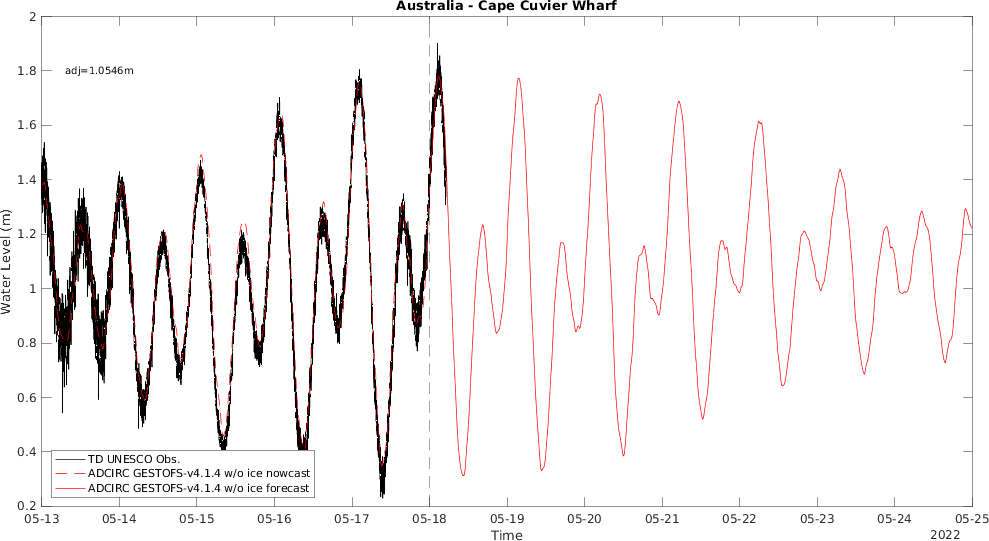 Australia - Cape Cuvier Wharf
2
1.8
1.6
1.4
1.2
1
0.8
0.6
0.4
0.2
Water Level (m)
adj=1.0546m
TD UNESCO Obs.
ADCIRC GESTOFS-v4.1.4 w/o ice nowcast
ADCIRC GESTOFS-v4.1.4 w/o ice forecast
05-13 05-14 05-15 05-16 05-17 05-18 05-19 05-20 05-21 05-22 05-23 05-24 05-25
Time
2022